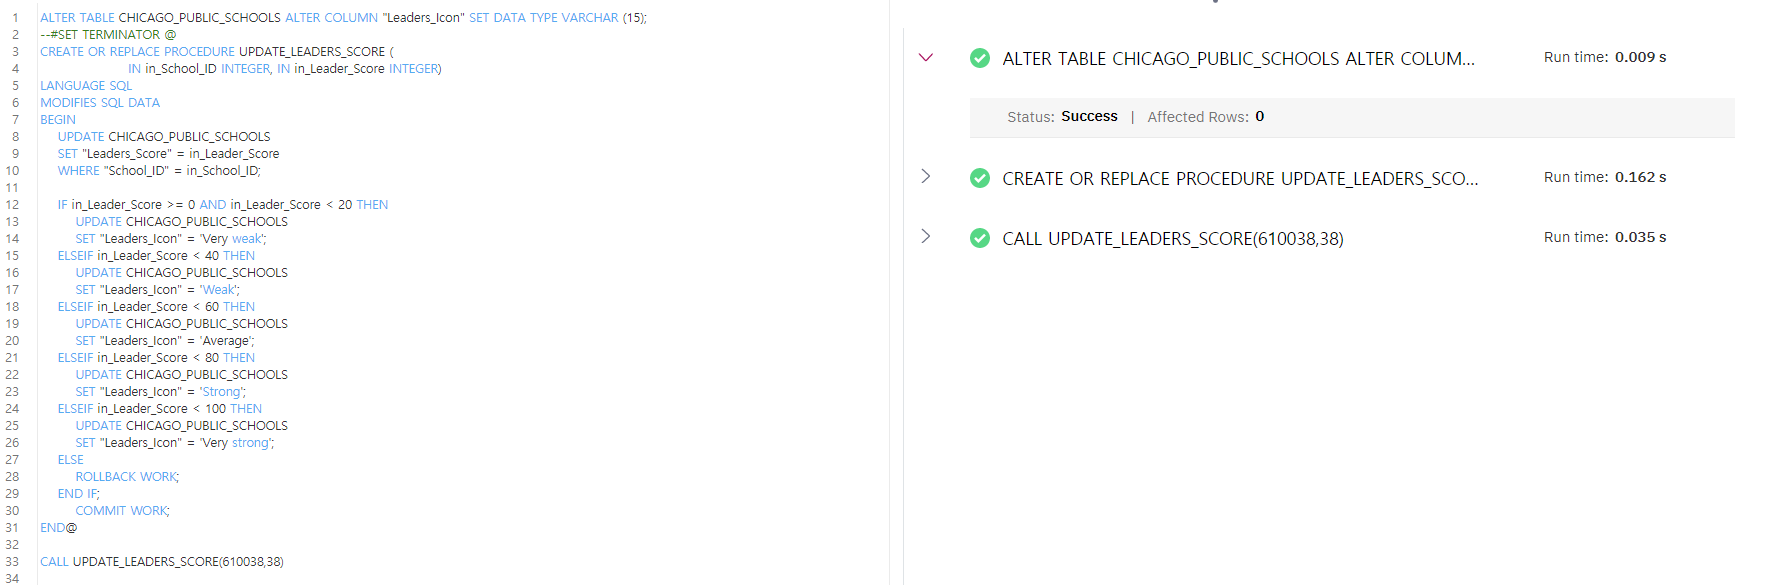 1 ALTER TABLE CHICAGO_PUBLIC_SCHOOLS ALTER COLUMN "Leaders_Icon" SET DATA TYPE VARCHAR (15);
2 --#SET TERMINATOR @
3 CREATE OR REPLACE PROCEDURE UPDATE_LEADERS_SCORE (
4 IN in_School_ID INTEGER, IN in_Leader_Score INTEGER)
5 LANGUAGE SQL
6 MODIFIES SQL DATA
7 BEGIN
8 UPDATE CHICAGO_PUBLIC_SCHOOLS
9 SET "Leaders_Score" = in_Leader_Score
10 WHERE "School_ID" = in_School_ID;
11
12 IF in_Leader_Score >= 0 AND in_Leader_Score < 20 THEN
13 UPDATE CHICAGO_PUBLIC_SCHOOLS
14 SET "Leaders_Icon" = 'Very weak';
15 ELSEIF in_Leader_Score < 40 THEN
16 UPDATE CHICAGO_PUBLIC_SCHOOLS
17 SET "Leaders_Icon" = 'Weak';
18 ELSEIF in_Leader_Score < 60 THEN
19 UPDATE CHICAGO_PUBLIC_SCHOOLS
20 SET "Leaders_Icon" = 'Average';
21 ELSEIF in_Leader_Score < 80 THEN
22 UPDATE CHICAGO_PUBLIC_SCHOOLS
23 SET "Leaders_Icon" = 'Strong';
24 ELSEIF in_Leader_Score < 100 THEN
25 UPDATE CHICAGO_PUBLIC_SCHOOLS
26 SET "Leaders_Icon" = 'Very strong';
27 ELSE
28 ROLLBACK WORK;
29 END IF;
30 COMMIT WORK;
31 END@
32
33 CALL UPDATE_LEADERS_SCORE(610038,38)
34
ALTER TABLE CHICAGO_PUBLIC_SCHOOLS ALTER COLUM... Run time: 0.009 s
Status: Success | Affected Rows: 0
CREATE OR REPLACE PROCEDURE UPDATE_LEADERS_SCO... Run time: 0.162 s
CALL UPDATE_LEADERS_SCORE(610038,38) Run time: 0.035 s